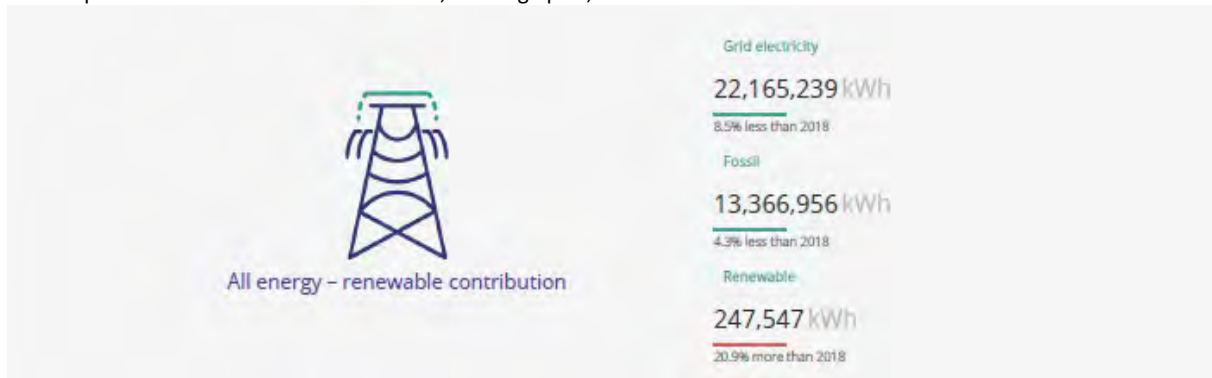 All energy – renewable contribution
Grid electricity
22,165,239 kWh
8.5% less than 2018
Fossil
13,366,956 kWh
4.3% less than 2018
Renewable
247,547 kWh
20.9% more than 2018